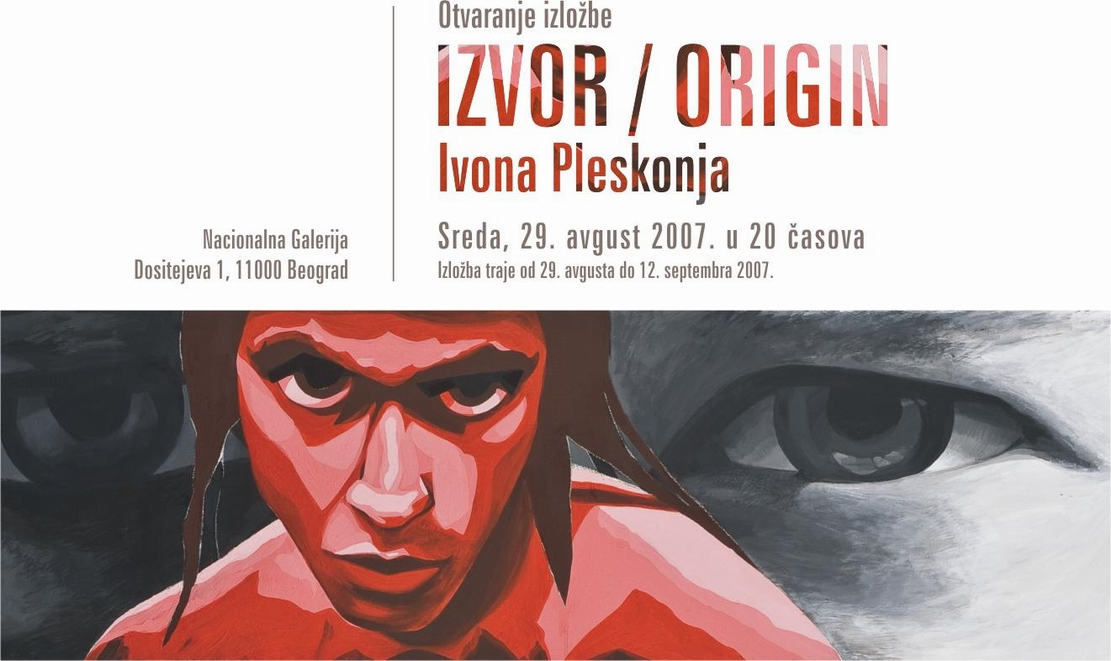 Otvaranje izložbe
IZVOR / ORIGIN
Ivona Pleskonja
Sreda, 29. avgust 2007. u 20 časova
Izložba traje od 29. avgusta do 12. septembra 2007.
Nacionalna Galerija
Dositejeva 1, 11000 Beograd